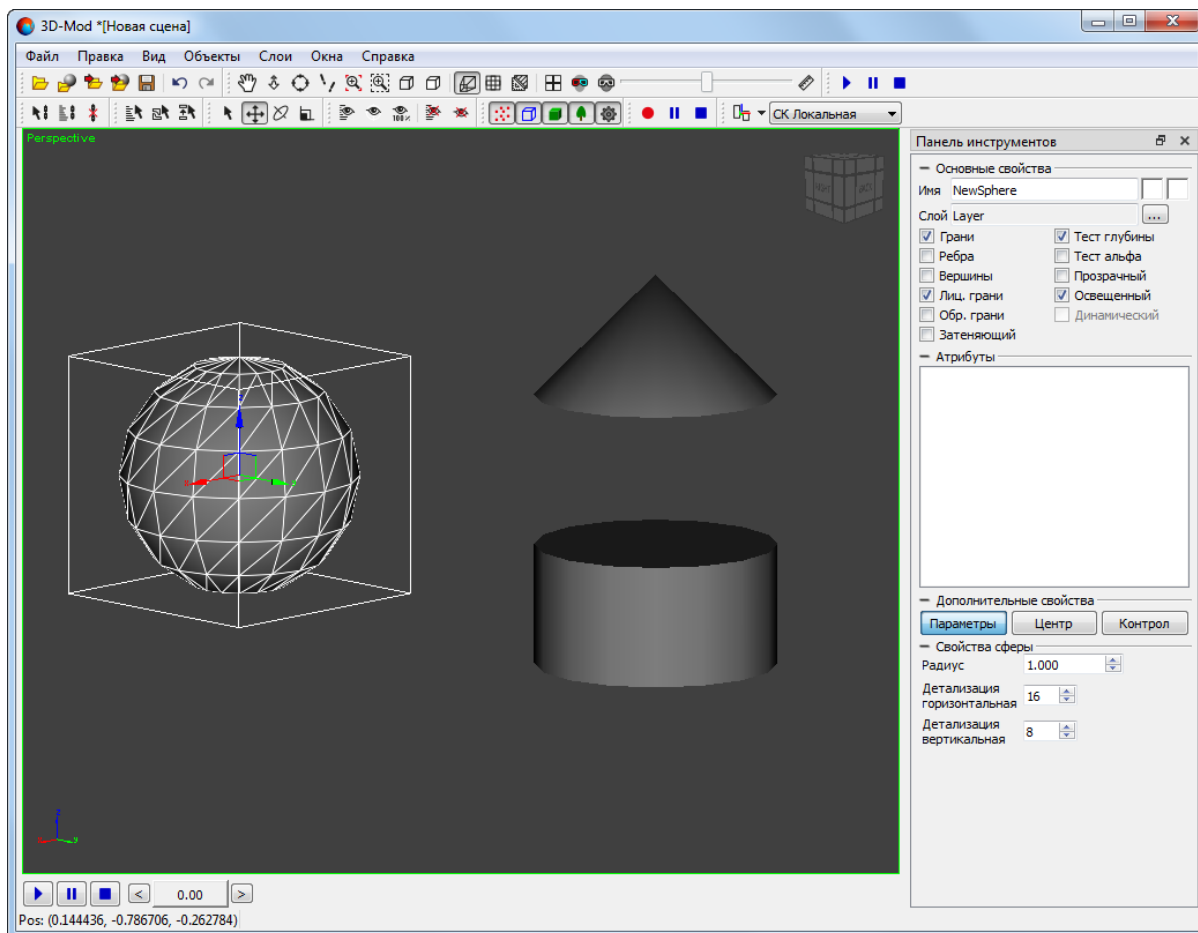 3D-Mod *[Новая сцена]
Файл Правка Вид Объекты Слои Окна Справка
100%
СК Локальная
Perspective
Панель инструментов
Основные свойства
Имя NewSphere
Слой Layer ...
Грани Тест глубины
Ребра Тест альфа
Вершины Прозрачный
Лиц. грани Освещенный
Обр. грани Динамический
Затеняющий
Атрибуты
Дополнительные свойства
Параметры Центр Контрол
Свойства сферы
Радиус 1.000
Детализация
горизонтальная 16
Детализация
вертикальная 8
z
x y
< 0.00 >
Pos: (0.144436, -0.786706, -0.262784)